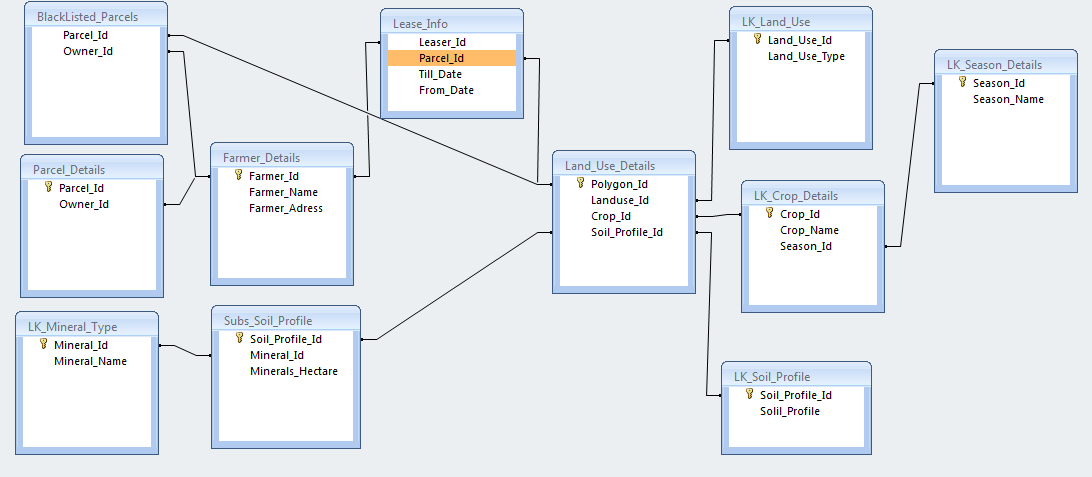 BlackListed_Parcels
Parcel_Id
Owner_Id
Lease_Info
Leaser_Id
Parcel_Id
Till_Date
From_Date
LK_Land_Use
Land_Use_Id
Land_Use_Type
LK_Season_Details
Season_Id
Season_Name
Parcel_Details
Parcel_Id
Owner_Id
Farmer_Details
Farmer_Id
Farmer_Name
Farmer_Adress
Land_Use_Details
Polygon_Id
Landuse_Id
Crop_Id
Soil_Profile_Id
LK_Crop_Details
Crop_Id
Crop_Name
Season_Id
LK_Mineral_Type
Mineral_Id
Mineral_Name
Subs_Soil_Profile
Soil_Profile_Id
Mineral_Id
Minerals_Hectare
LK_Soil_Profile
Soil_Profile_Id
Solil_Profile